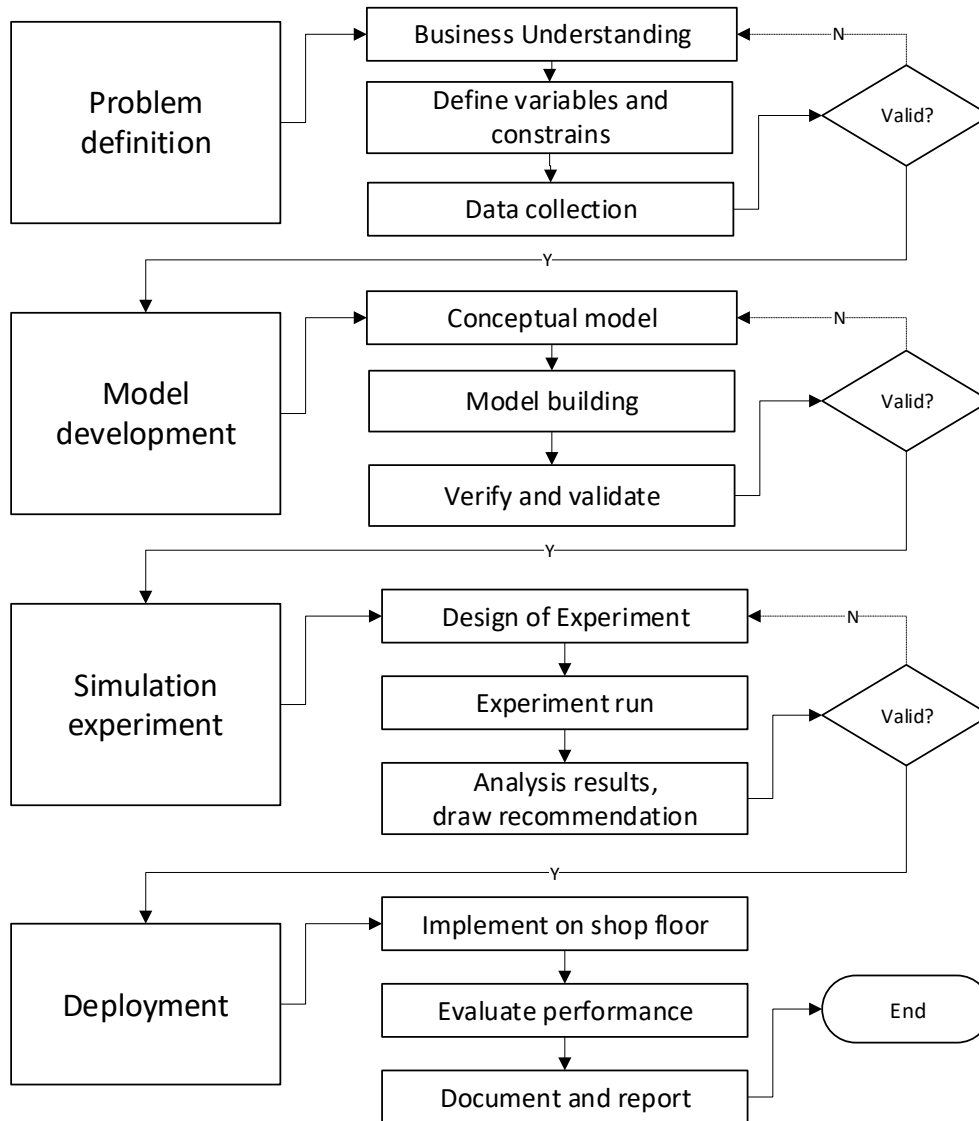 Problem
definition
Business Understanding
Define variables and
constrains
Data collection
N
Valid?
Y
Model
development
Conceptual model
Model building
Verify and validate
N
Valid?
Y
Simulation
experiment
Design of Experiment
Experiment run
Analysis results,
draw recommendation
N
Valid?
Y
Deployment
Implement on shop floor
Evaluate performance
Document and report
End